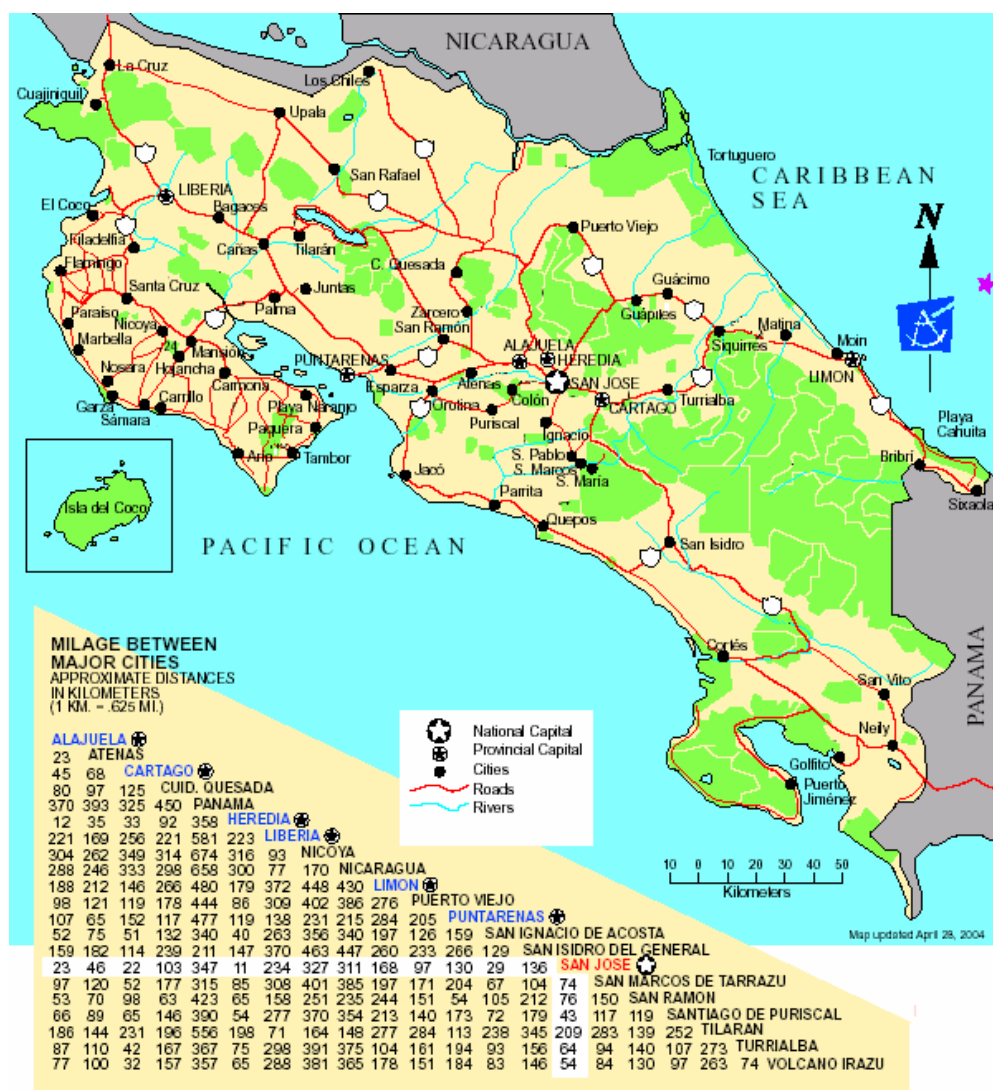 NICARAGUA
La Cruz
Los Chiles
Cuajiniquil
Upala
Tortuguero
CARIBBEAN
SEA
San Rafael
LIBERIA
El Coco
Bagaces
N
Filadelfia
Cañas
Tilarán
Puerto Viejo
Flamingo
C. Quesada
Guácimo
Santa Cruz
Juntas
Palma
Zarcero
Guápiles
Paraíso
Nicoya
San Ramón
Siquirres
Matina
Marbella
24
Mansión
ALAJUELA
HEREDIA
Moin
Nosera
Hojancha
PUNTARENAS
LIMON
Carmona
Esparza
Atenas
SAN JOSE
Garza
Carrillo
Playa Naranjo
Orotina
Colón
CARTAGO
Turrialba
Sámara
Puriscal
Playa
Cahuita
Paquera
Ignacio
Ario
Tambor
S. Pablo
Bribri
S. Marcos
Jacó
S. María
Sixaola
Isla del Coco
Parrita
Quepos
PACIFIC OCEAN
San Isidro
PANAMA
Cortés
San Vito
Neily
Golfito
Puerto
Jiménez
MILAGE BETWEEN
MAJOR CITIES
APPROXIMATE DISTANCES
IN KILOMETERS
(1 KM. = .625 MI.)
National Capital
Provincial Capital
Cities
Roads
Rivers
10 0 10 20 30 40 50
Kilometers
Map updated April 28, 2004
ALAJUELA
23 ATENAS
45 68 CARTAGO
80 97 125 CUID. QUESADA
370 393 325 450 PANAMA
12 35 33 92 358 HEREDIA
221 169 256 221 581 223 LIBERIA
304 262 349 314 674 316 93 NICOYA
288 246 333 298 658 300 77 170 NICARAGUA
188 212 146 266 480 179 372 448 430 LIMON
98 121 119 178 444 86 309 402 386 276 PUERTO VIEJO
107 65 152 117 477 119 138 231 215 284 205 PUNTARENAS
52 75 51 132 340 40 263 356 340 197 126 159 SAN IGNACIO DE ACOSTA
159 182 114 239 211 147 370 463 447 260 233 266 129 SAN ISIDRO DEL GENERAL
23 46 22 103 347 11 234 327 311 168 97 130 29 136 SAN JOSE
97 120 52 177 315 85 308 401 385 197 171 204 67 104 74 SAN MARCOS DE TARRAZU
53 70 98 63 423 65 158 251 235 244 151 54 105 212 76 150 SAN RAMON
66 89 65 146 390 54 277 370 354 213 140 173 72 179 43 117 119 SANTIAGO DE PURISCAL
186 144 231 196 556 198 71 164 148 277 284 113 238 345 209 283 139 252 TILARAN
87 110 42 167 367 75 298 391 375 104 161 194 93 156 64 94 140 107 273 TURRIALBA
77 100 32 157 357 65 288 381 365 178 151 184 83 146 54 84 130 97 263 74 VOLCANO IRAZU